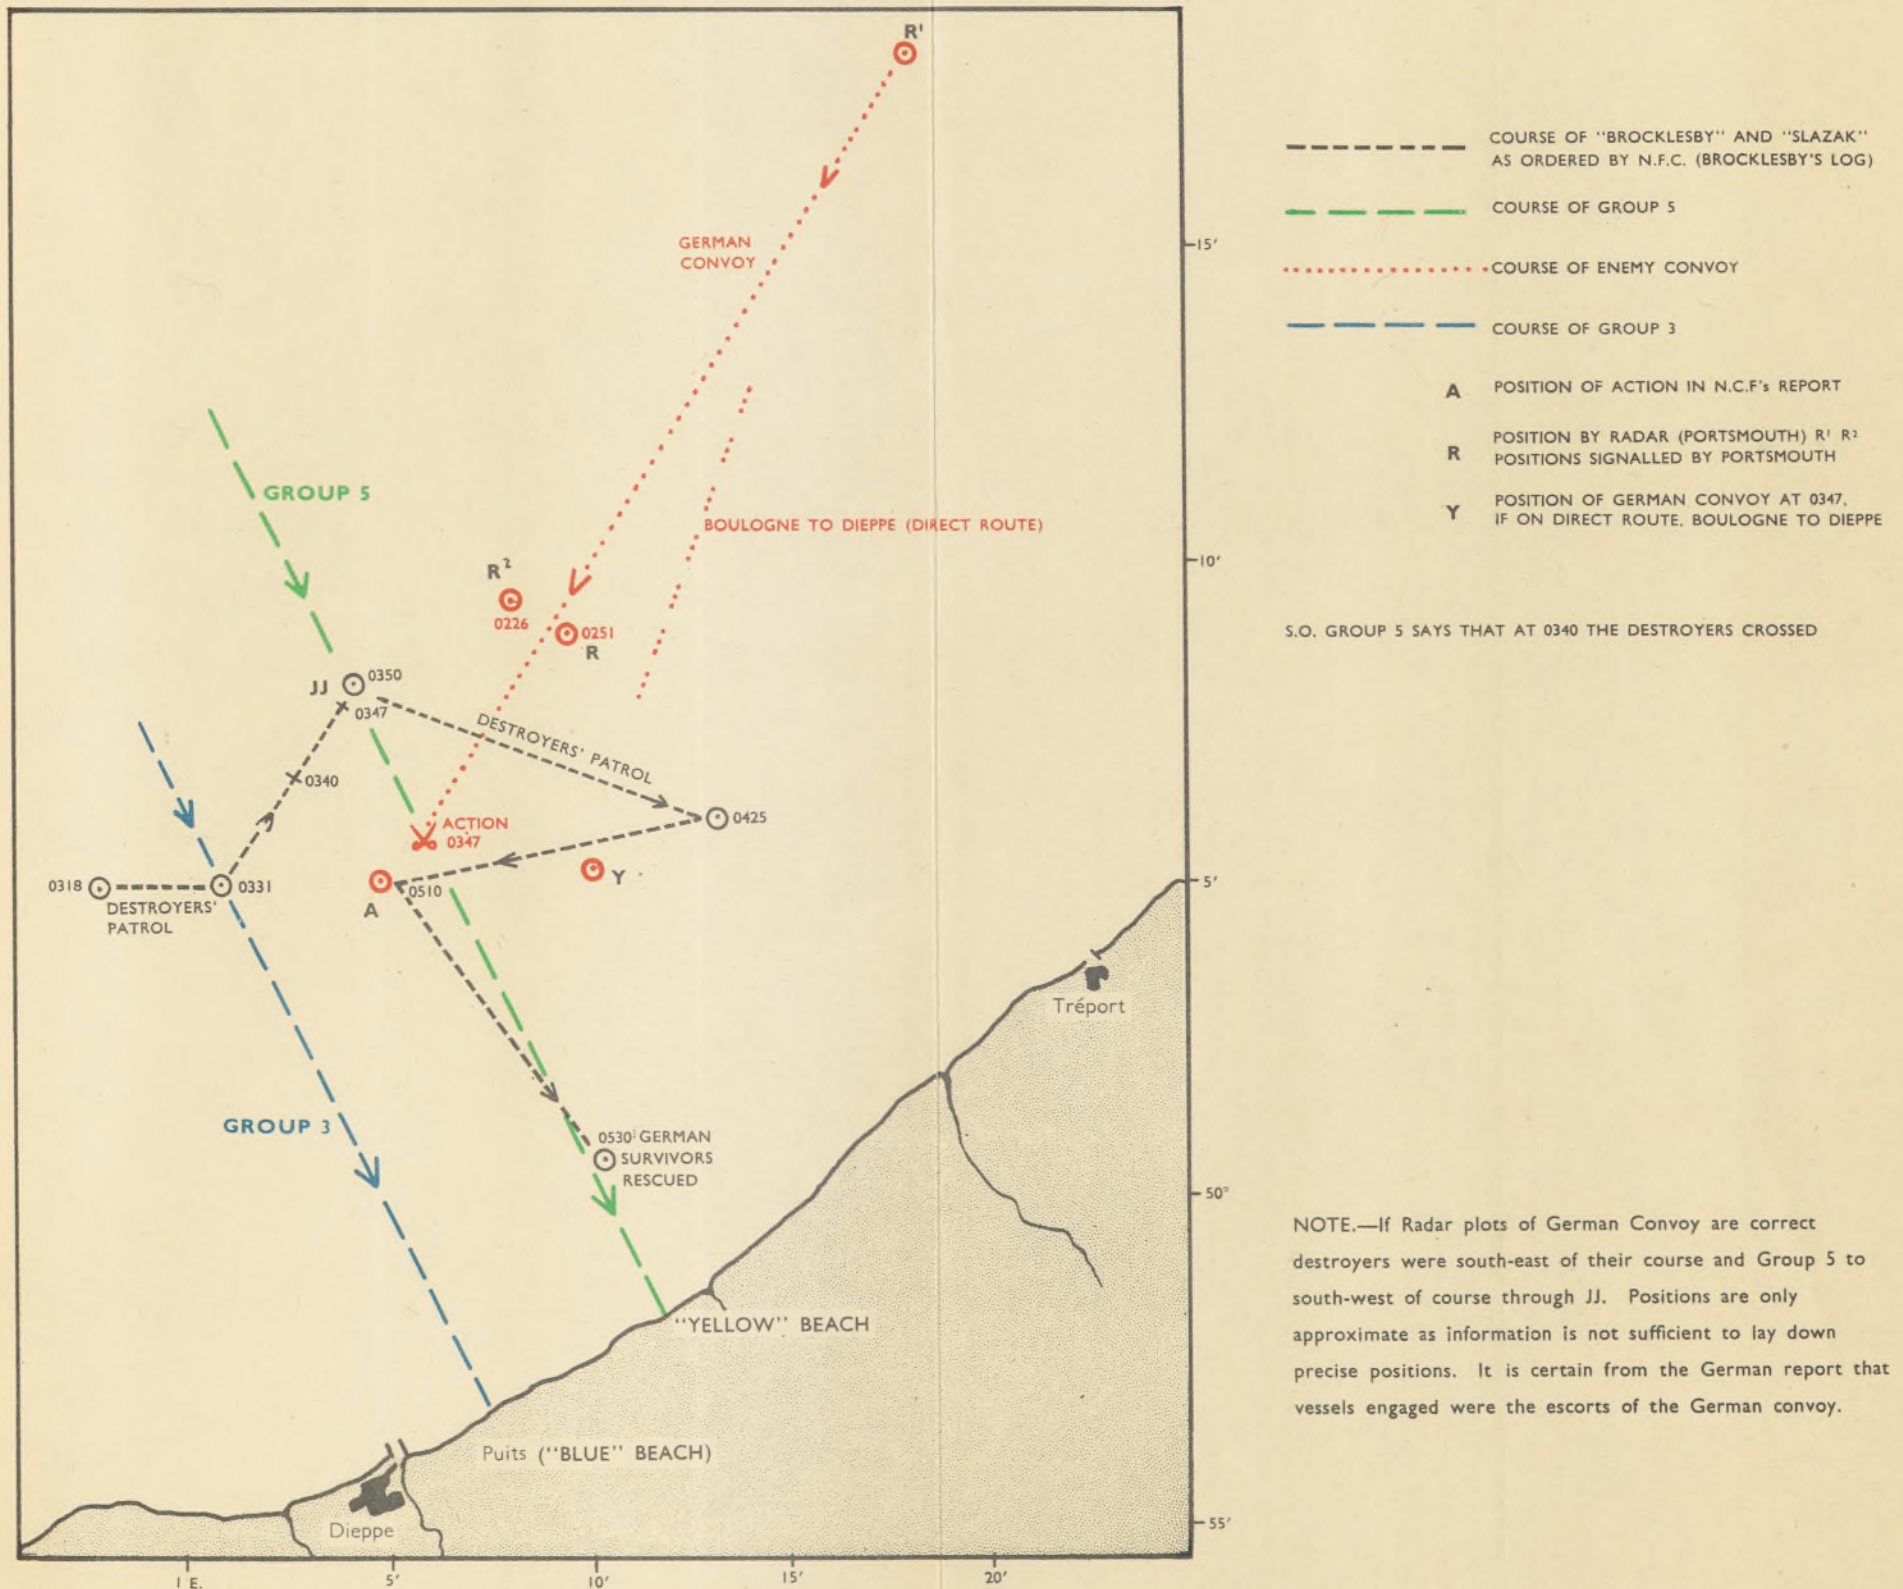 R¹
GERMAN
CONVOY
15'
GROUP 5
BOULOGNE TO DIEPPE (DIRECT ROUTE)
10'
R²
0226
0251
R
JJ
0350
0347
DESTROYERS' PATROL
0340
ACTION
0347
0425
0318
0331
DESTROYERS'
PATROL
A
0510
Y
5'
Tréport
GROUP 3
0530 GERMAN
SURVIVORS
RESCUED
50°
"YELLOW" BEACH
Puits ("BLUE" BEACH)
Dieppe
55'
1 E.
5'
10'
15'
20'
COURSE OF "BROCKLESBY" AND "SLAZAK"
AS ORDERED BY N.F.C. (BROCKLESBY'S LOG)
COURSE OF GROUP 5
COURSE OF ENEMY CONVOY
COURSE OF GROUP 3
A POSITION OF ACTION IN N.C.F's REPORT
R POSITION BY RADAR (PORTSMOUTH) R¹ R²
POSITIONS SIGNALLED BY PORTSMOUTH
Y POSITION OF GERMAN CONVOY AT 0347,
IF ON DIRECT ROUTE, BOULOGNE TO DIEPPE
S.O. GROUP 5 SAYS THAT AT 0340 THE DESTROYERS CROSSED
NOTE.—If Radar plots of German Convoy are correct
destroyers were south-east of their course and Group 5 to
south-west of course through JJ. Positions are only
approximate as information is not sufficient to lay down
precise positions. It is certain from the German report that
vessels engaged were the escorts of the German convoy.